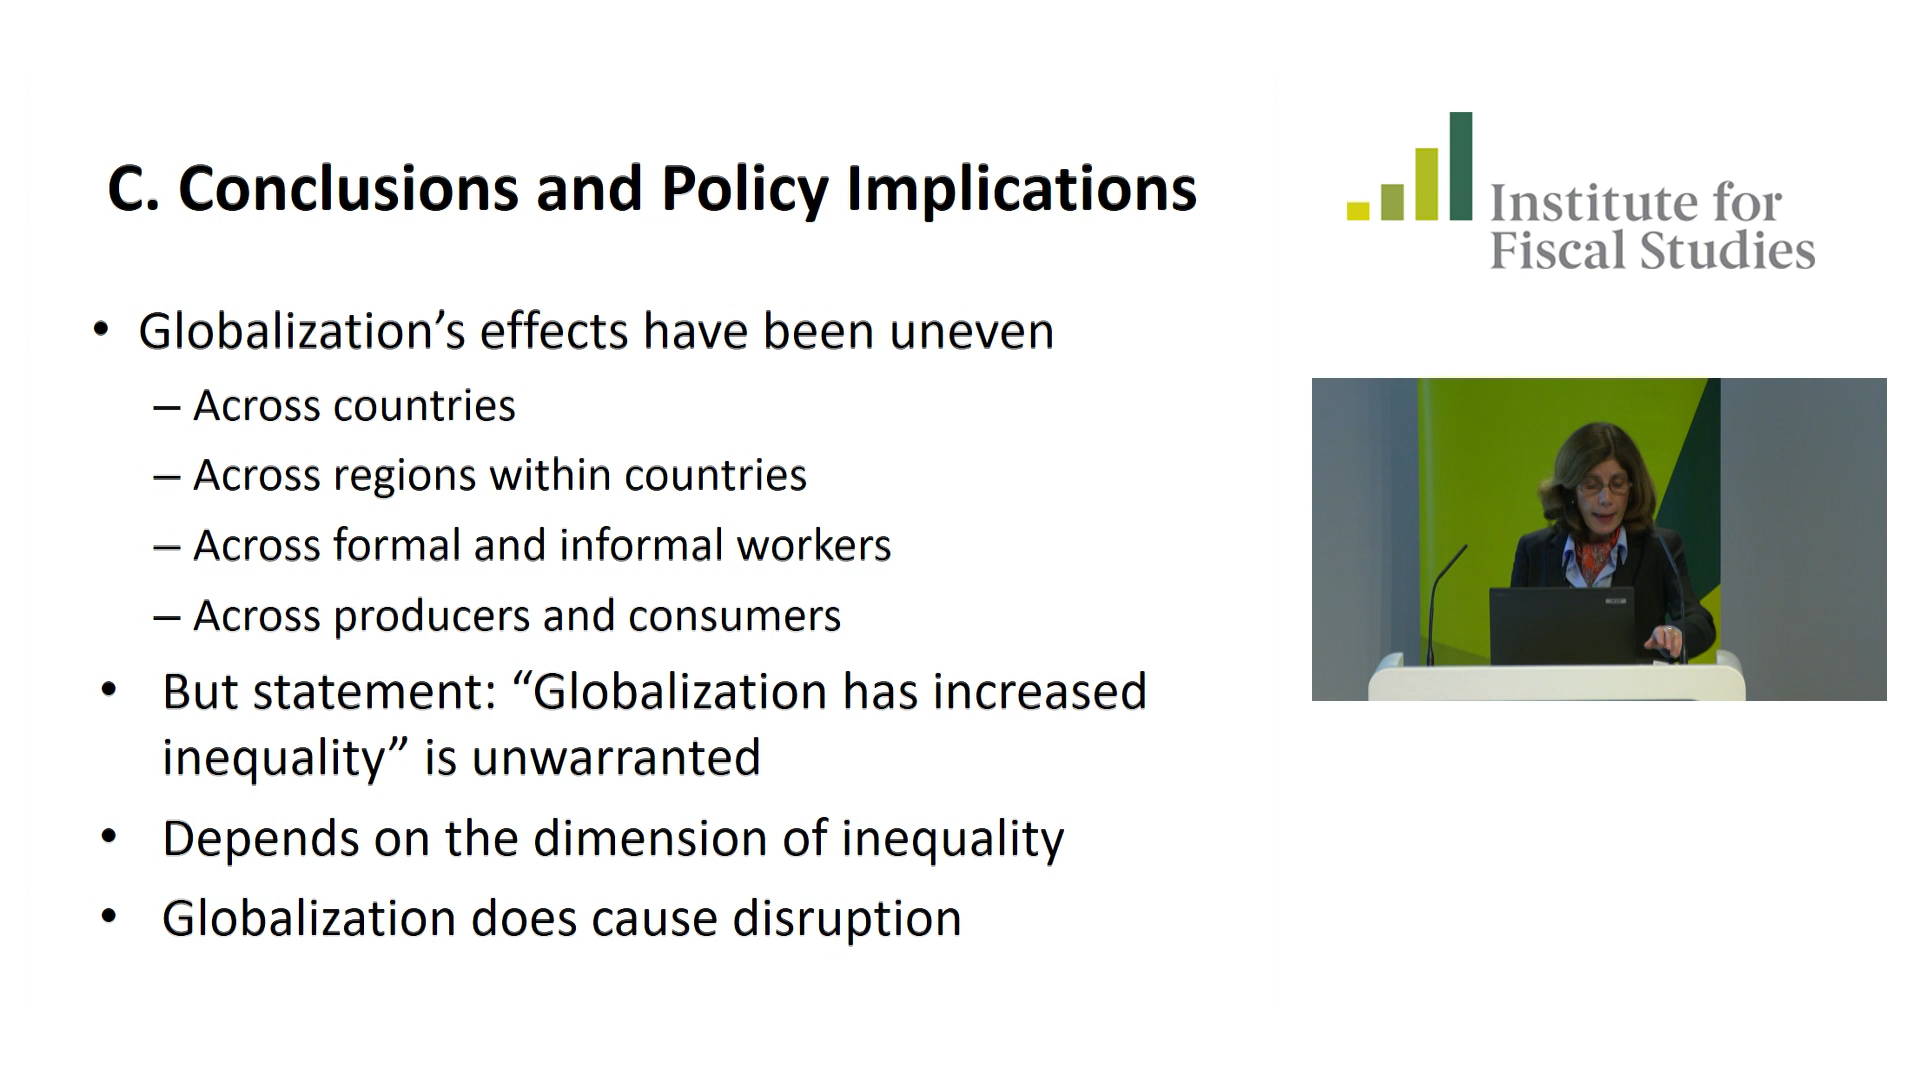 C. Conclusions and Policy Implications
• Globalization’s effects have been uneven
– Across countries
– Across regions within countries
– Across formal and informal workers
– Across producers and consumers
• But statement: “Globalization has increased
inequality” is unwarranted
• Depends on the dimension of inequality
• Globalization does cause disruption
Institute for
Fiscal Studies